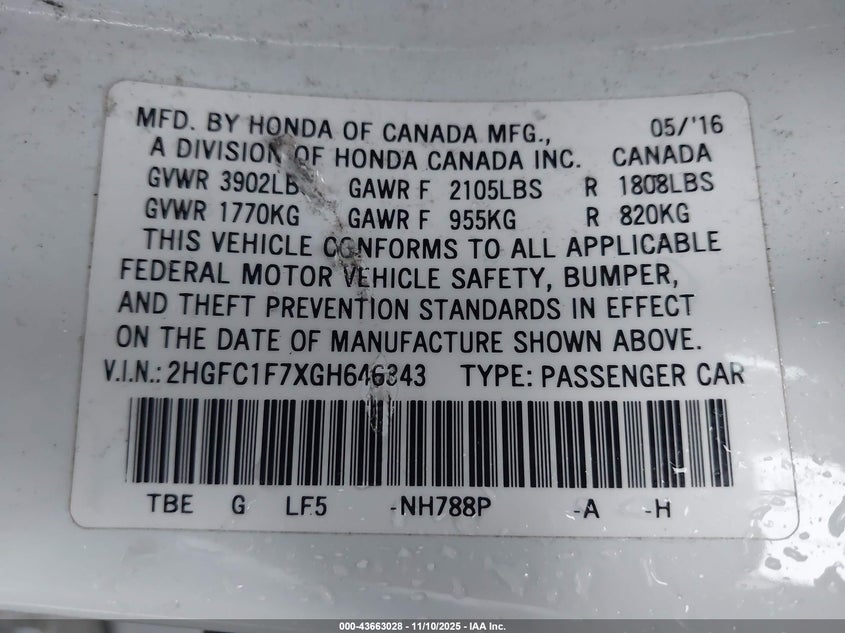 MFD. BY HONDA OF CANADA MFG., 05/'16
A DIVISION OF HONDA CANADA INC. CANADA
GVWR 3902LBS GAWR F 2105LBS R 1808LBS
GVWR 1770KG GAWR F 955KG R 820KG
THIS VEHICLE CONFORMS TO ALL APPLICABLE
FEDERAL MOTOR VEHICLE SAFETY, BUMPER,
AND THEFT PREVENTION STANDARDS IN EFFECT
ON THE DATE OF MANUFACTURE SHOWN ABOVE.
V.I.N.: 2HGFC1F7XGH646343 TYPE: PASSENGER CAR
TBE G LF5 -NH788P -A -H
000-43663028 - 11/10/2025 - IAA Inc.